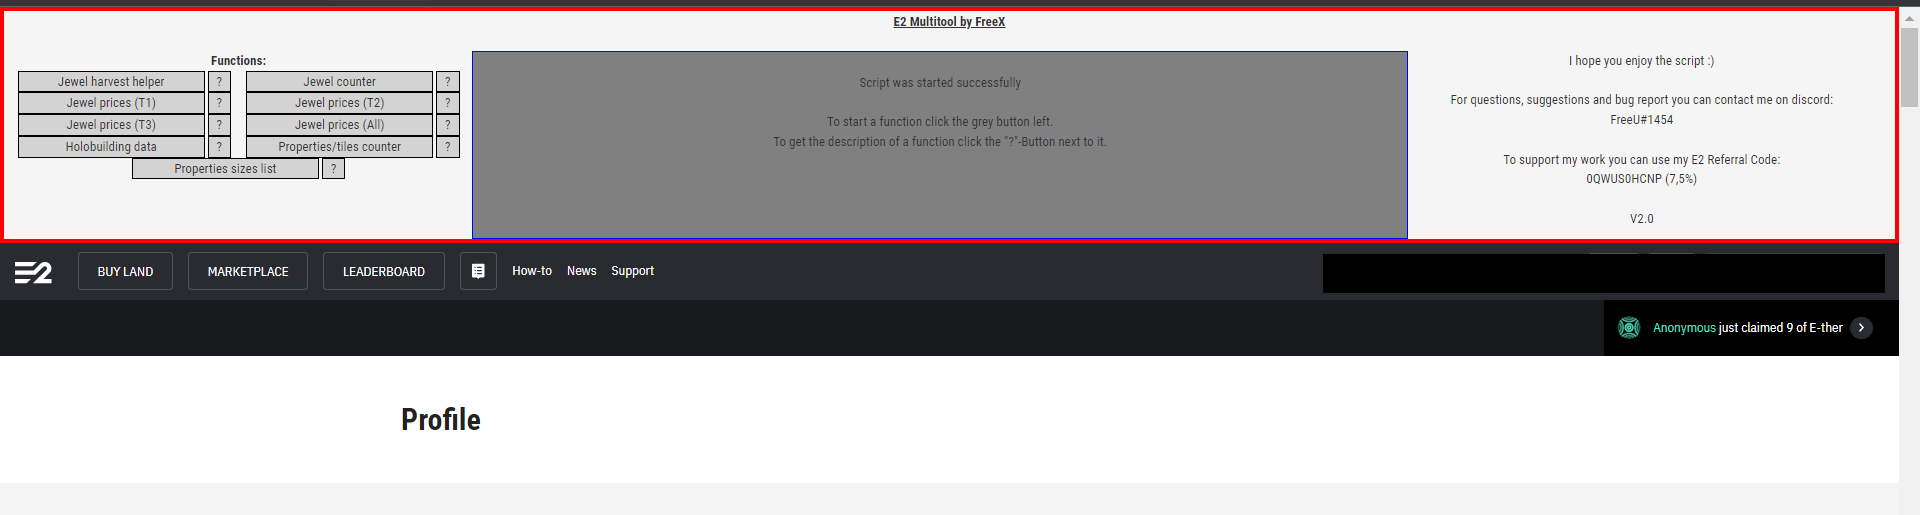 E2 Multitool by FreeX
Functions:
Jewel harvest helper ? Jewel counter ?
Jewel prices (T1) ? Jewel prices (T2) ?
Jewel prices (T3) ? Jewel prices (All) ?
Holobuilding data ? Properties/tiles counter ?
Properties sizes list ?
Script was started successfully
To start a function click the grey button left.
To get the description of a function click the "?"-Button next to it.
I hope you enjoy the script :)
For questions, suggestions and bug report you can contact me on discord:
FreeU#1454
To support my work you can use my E2 Referral Code:
0QWUS0HCNP (7,5%)
V2.0
E2 BUY LAND MARKETPLACE LEADERBOARD How-to News Support
Anonymous just claimed 9 of E-ther
Profile